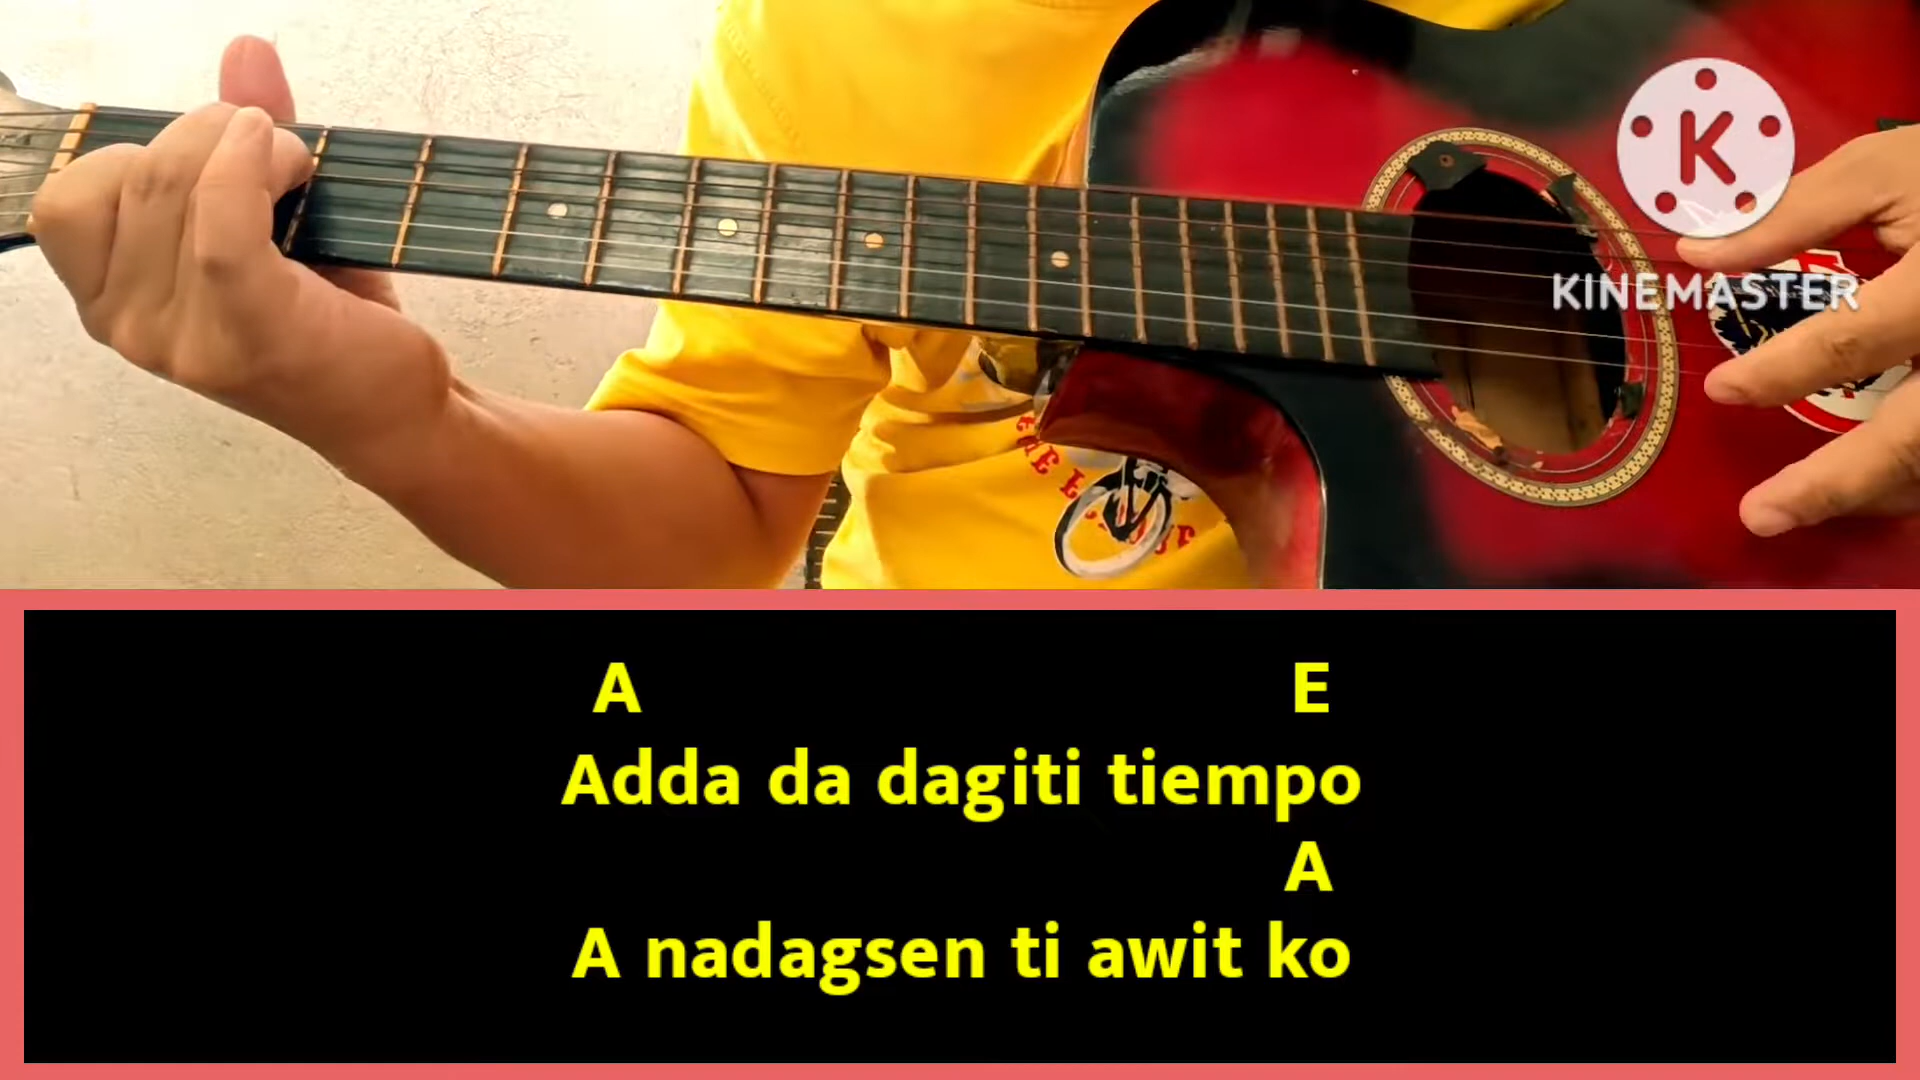 K
KINEMASTER
A E
Adda da dagiti tiempo
A
A nadagsen ti awit ko